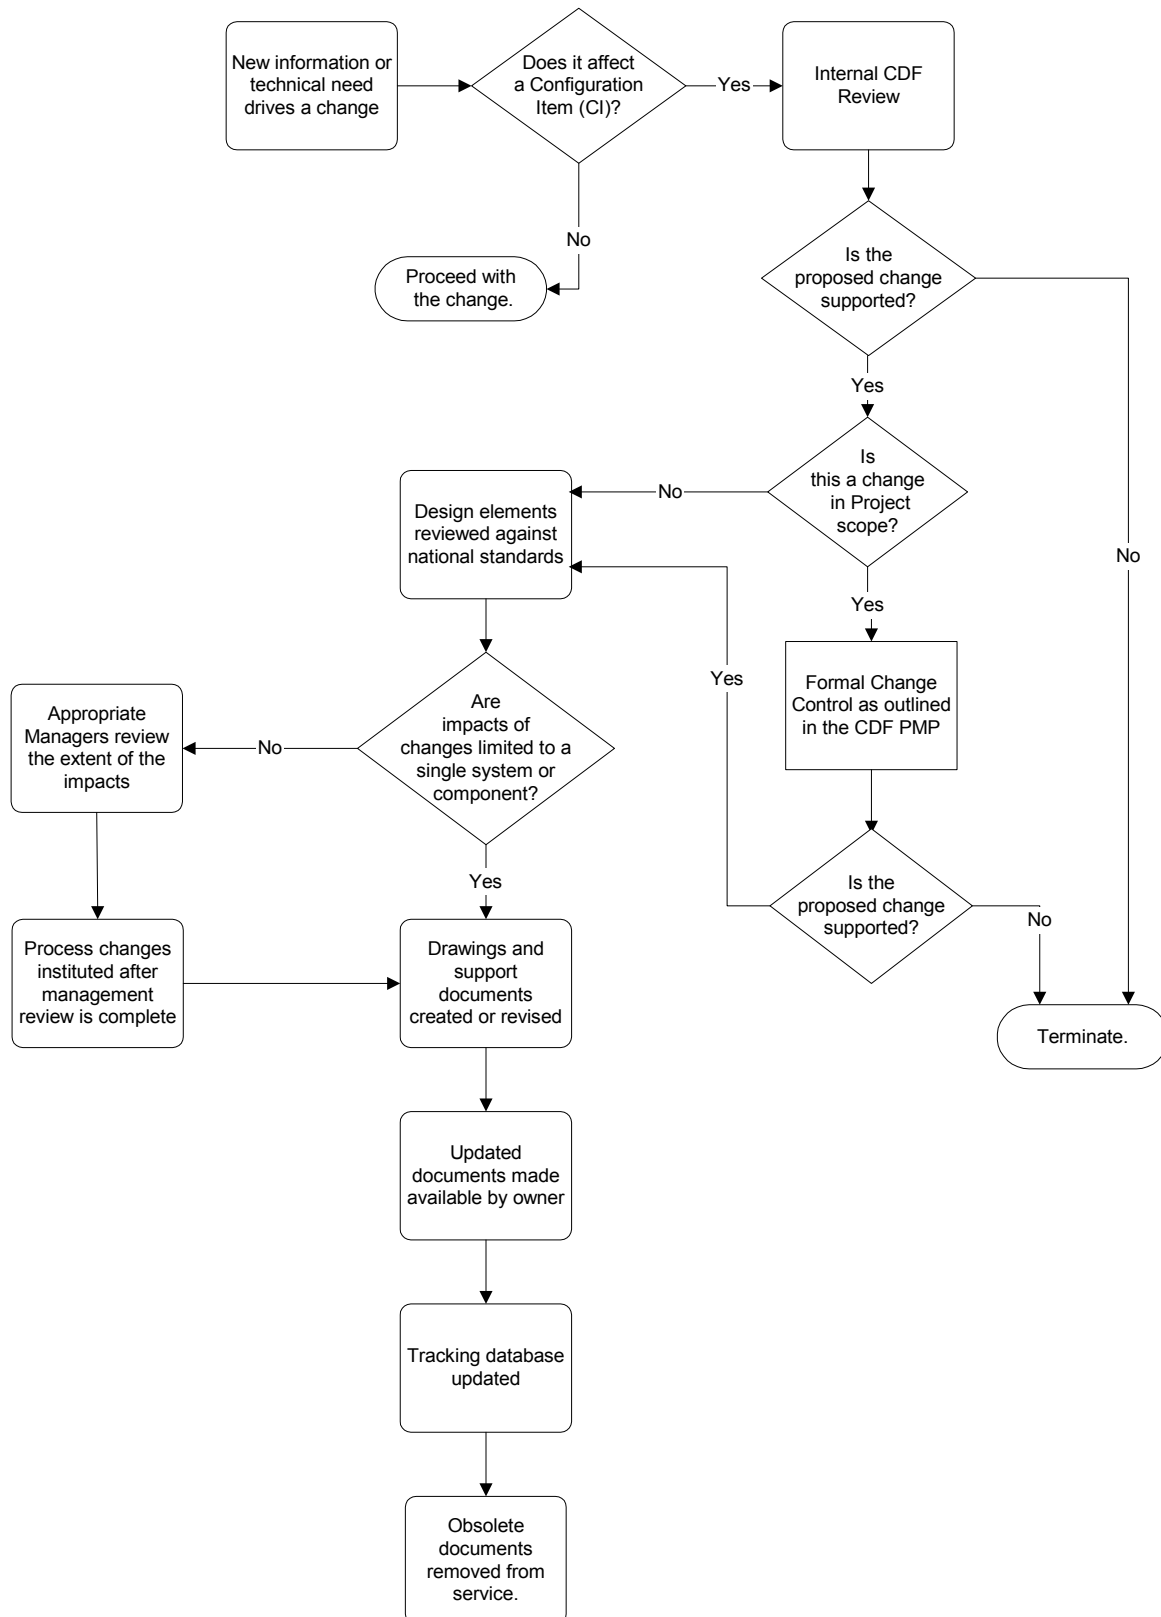 New information or
technical need
drives a change
Does it affect
a Configuration
Item (CI)?
Yes
Internal CDF
Review
No
Proceed with
the change.
Is the
proposed change
supported?
Yes
No
Is
this a change
in Project
scope?
No
Design elements
reviewed against
national standards
Yes
Formal Change
Control as outlined
in the CDF PMP
Yes
Are
impacts of
changes limited to a
single system or
component?
No
Appropriate
Managers review
the extent of the
impacts
Yes
Is the
proposed change
supported?
No
Terminate.
Process changes
instituted after
management
review is complete
Drawings and
support
documents
created or revised
Updated
documents made
available by owner
Tracking database
updated
Obsolete
documents
removed from
service.